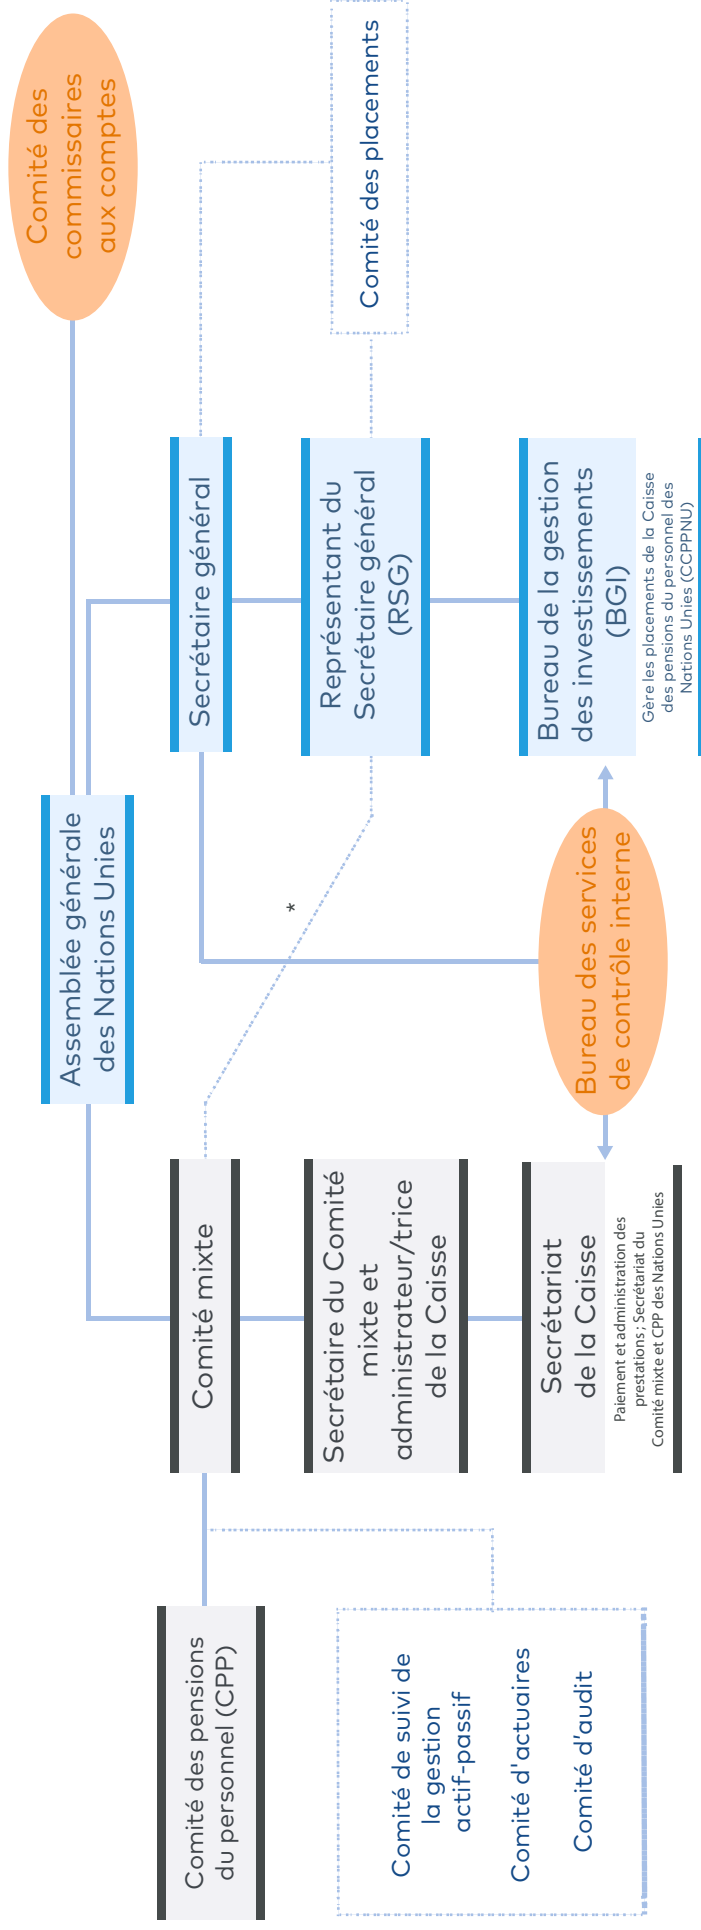 Comité des
commissaires
aux comptes
Assemblée générale
des Nations Unies
Comité des pensions
du personnel (CPP)
Comité mixte
Secrétaire général
Comité des placements
*
Secrétaire du Comité
mixte et
administrateur/trice
de la Caisse
Représentant du
Secrétaire général
(RSG)
Comité de suivi de
la gestion
actif-passif
Comité d'actuaires
Comité d'audit
Secrétariat
de la Caisse
Paiement et administration des
prestations; Secrétariat du
Comité mixte et CPP des Nations Unies
Bureau des services
de contrôle interne
Bureau de la gestion
des investissements
(BGI)
Gère les placements de la Caisse
des pensions du personnel des
Nations Unies (CCPPNU)